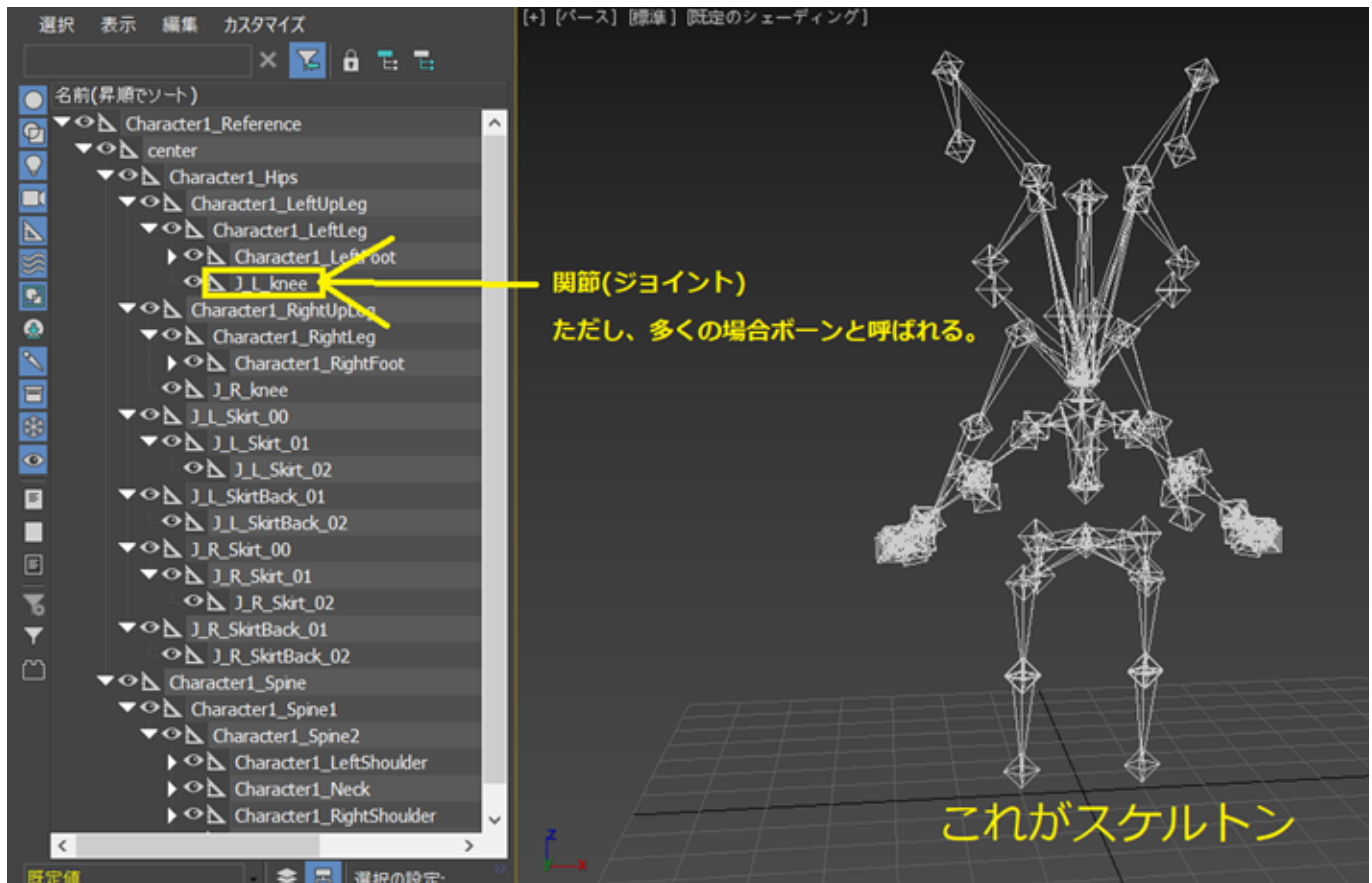 選択 表示 編集 カスタマイズ
[+] [パース] [標準] [既定のシェーディング]
名前(昇順でソート)
Character1_Reference
center
Character1_Hips
Character1_LeftUpLeg
Character1_LeftLeg
Character1_LeftFoot
J_L_knee
関節(ジョイント)
ただし、多くの場合ボーンと呼ばれる。
Character1_RightUpLeg
Character1_RightLeg
Character1_RightFoot
J_R_knee
J_L_Skirt_00
J_L_Skirt_01
J_L_Skirt_02
J_L_SkirtBack_01
J_L_SkirtBack_02
J_R_Skirt_00
J_R_Skirt_01
J_R_Skirt_02
J_R_SkirtBack_01
J_R_SkirtBack_02
Character1_Spine
Character1_Spine1
Character1_Spine2
Character1_LeftShoulder
Character1_Neck
Character1_RightShoulder
これがスケルトン
z
y
x
既定値
選択の設定: